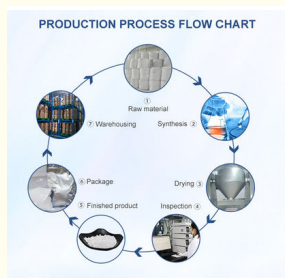 PRODUCTION PROCESS FLOW CHART
① Raw material
Synthesis ②
Drying ③
Inspection ④
⑤ Finished product
⑥ Package
⑦ Warehousing